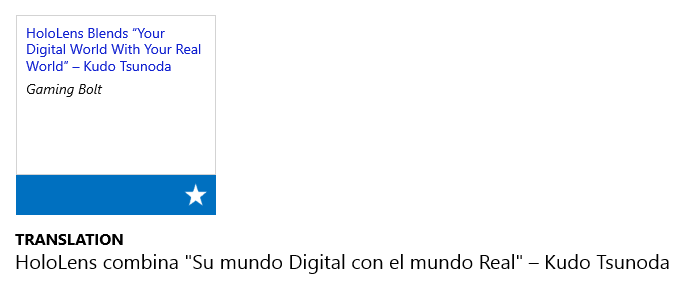 HoloLens Blends “Your
Digital World With Your Real
World” – Kudo Tsunoda
Gaming Bolt
TRANSLATION
HoloLens combina "Su mundo Digital con el mundo Real" – Kudo Tsunoda